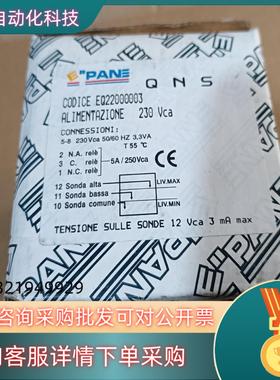 自动化科技
E"PANE
QNS
CODICE EQ22000003
ALIMENTAZIONE 230 Vca
CONNESSIONI:
5-8 230Vca 50/60 HZ 3,3VA
T 55 °C
2 N.A. relè
3 C. relè
1 N.C. relè
5A/250Vca
CE
12 Sonda alta
11 Sonda bassa
10 Sonda comune
LIV.MAX
LIV.MIN
TENSIONE SULLE SONDE 12 Vca 3 mA max
321949929
咨询采购批发可对公开票
客服详情下单采购